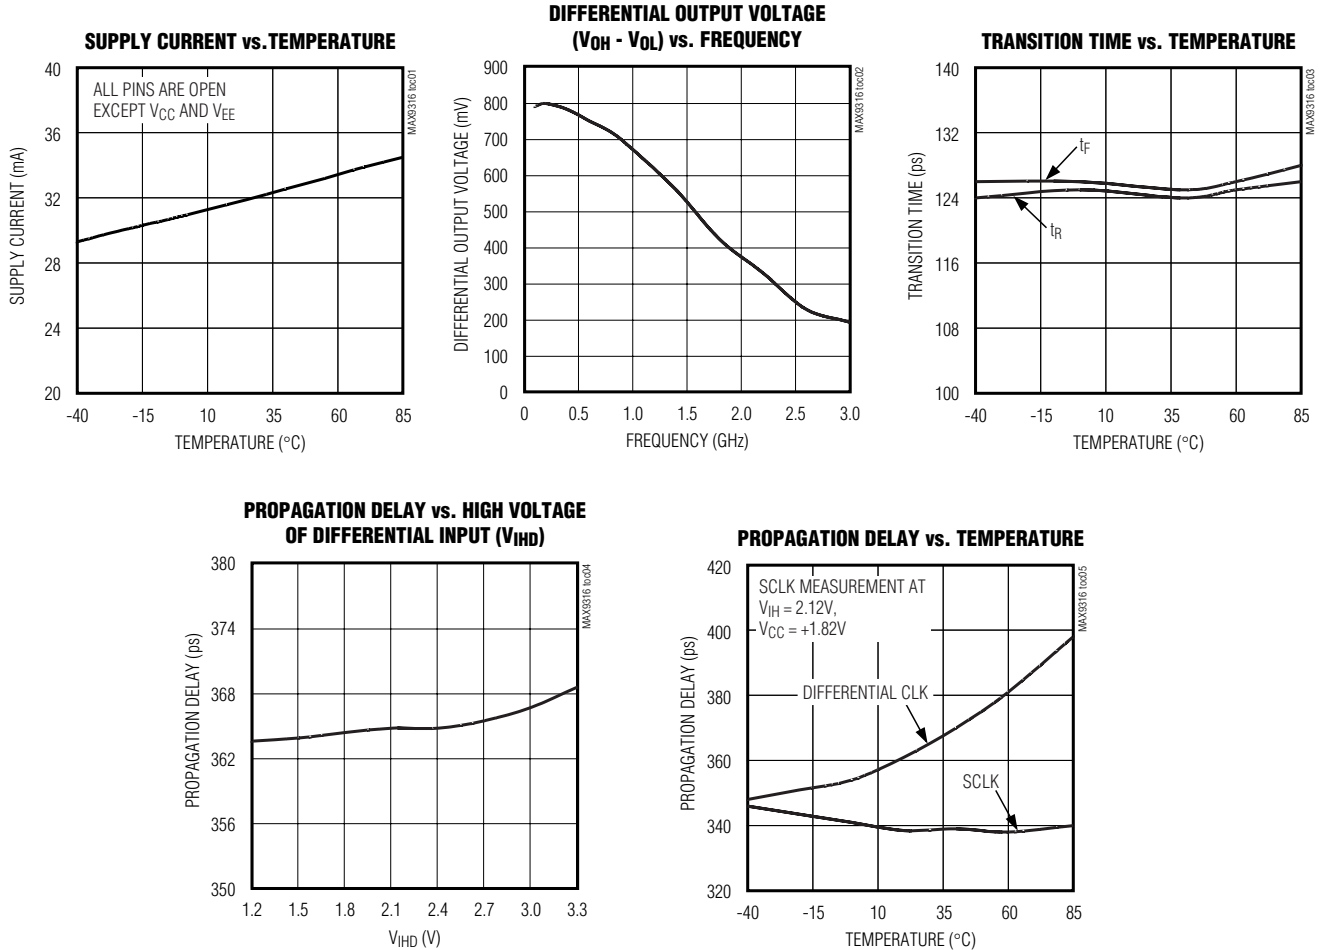 SUPPLY CURRENT vs.TEMPERATURE
40
36
32
28
24
20
-40
-15
10
35
60
85
SUPPLY CURRENT (mA)
TEMPERATURE (°C)
ALL PINS ARE OPEN
EXCEPT VCC AND VEE
MAX9316 toc01
DIFFERENTIAL OUTPUT VOLTAGE
(VOH - VOL) vs. FREQUENCY
900
800
700
600
500
400
300
200
100
0
0
0.5
1.0
1.5
2.0
2.5
3.0
DIFFERENTIAL OUTPUT VOLTAGE (mV)
FREQUENCY (GHz)
MAX9316 toc02
TRANSITION TIME vs. TEMPERATURE
140
132
124
116
108
100
-40
-15
10
35
60
85
TRANSITION TIME (ps)
TEMPERATURE (°C)
tF
tR
MAX9316 toc03
PROPAGATION DELAY vs. HIGH VOLTAGE
OF DIFFERENTIAL INPUT (VIHD)
380
374
368
362
356
350
1.2
1.5
1.8
2.1
2.4
2.7
3.0
3.3
PROPAGATION DELAY (ps)
VIHD (V)
MAX9316 toc04
PROPAGATION DELAY vs. TEMPERATURE
420
400
380
360
340
320
-40
-15
10
35
60
85
PROPAGATION DELAY (ps)
TEMPERATURE (°C)
SCLK MEASUREMENT AT
VIH = 2.12V,
VCC = +1.82V
DIFFERENTIAL CLK
SCLK
MAX9316 toc05